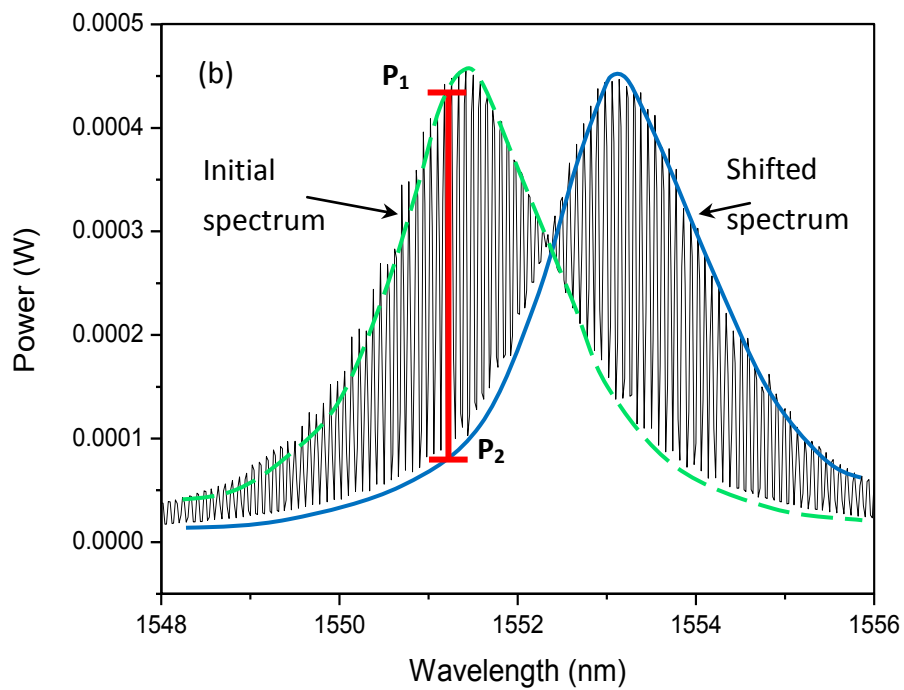 0.0005
(b)
P₁
0.0004
Initial
spectrum
Shifted
spectrum
0.0003
Power (W)
0.0002
0.0001
P₂
0.0000
1548
1550
1552
1554
1556
Wavelength (nm)